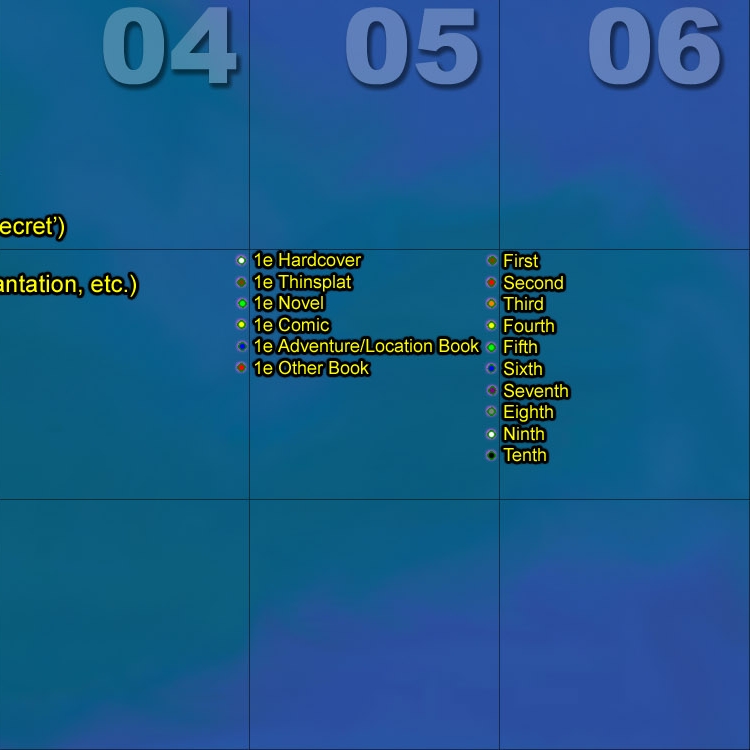 04 05 06
ecret’)
antation, etc.)
1e Hardcover
1e Thinsplat
1e Novel
1e Comic
1e Adventure/Location Book
1e Other Book
First
Second
Third
Fourth
Fifth
Sixth
Seventh
Eighth
Ninth
Tenth